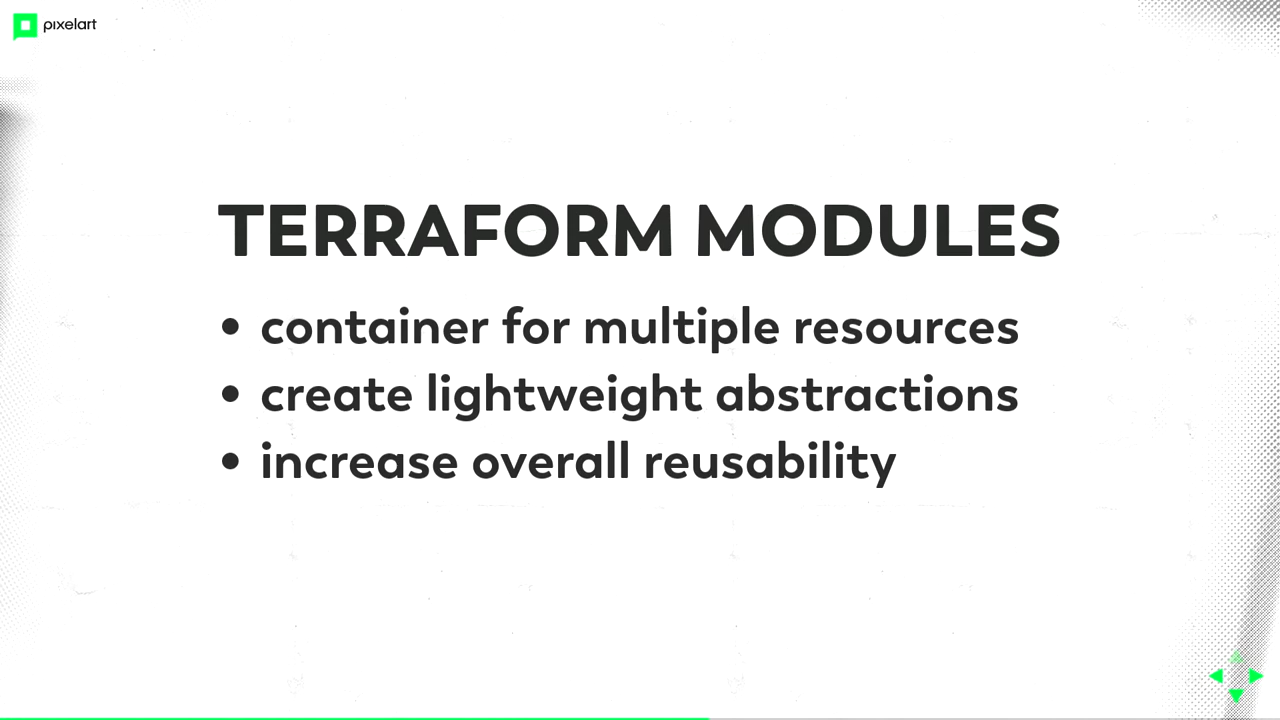 pixelart
TERRAFORM MODULES
• container for multiple resources
• create lightweight abstractions
• increase overall reusability